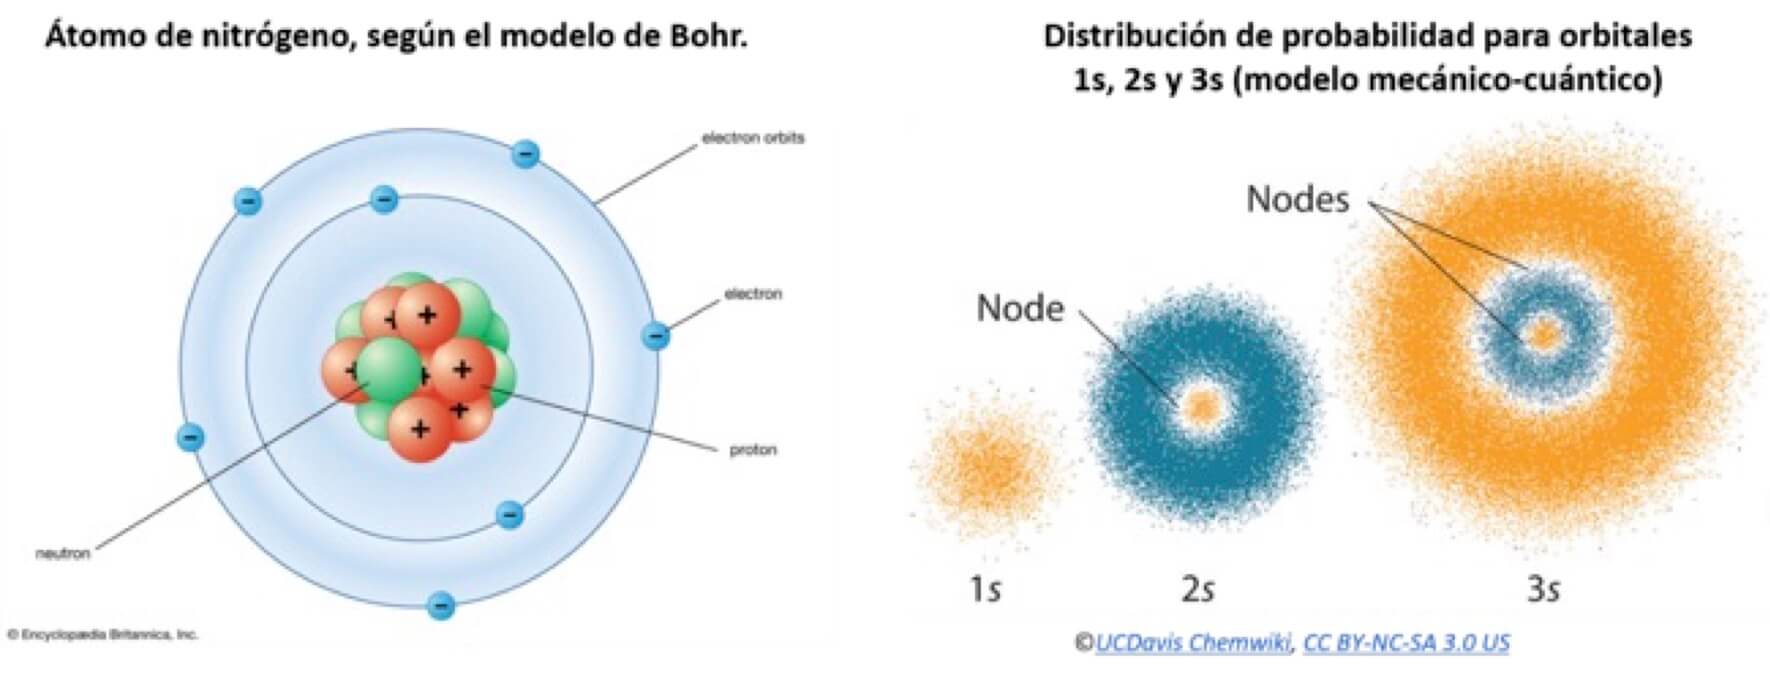 Átomo de nitrógeno, según el modelo de Bohr.
electron orbits
electron
proton
neutron
© Encyclopædia Britannica, Inc.
Distribución de probabilidad para orbitales
1s, 2s y 3s (modelo mecánico-cuántico)
Nodes
Node
1s
2s
3s
©UCDavis Chemwiki, CC BY-NC-SA 3.0 US